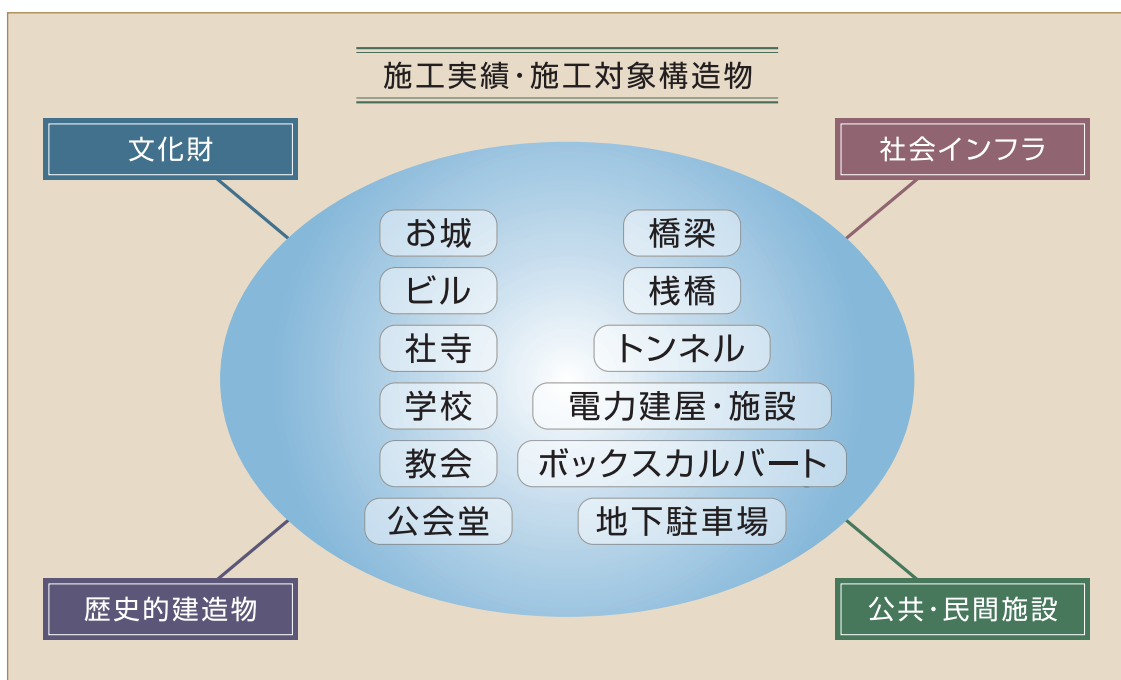 施工実績・施工対象構造物
文化財
社会インフラ
お城
橋梁
ビル
桟橋
社寺
トンネル
学校
電力建屋・施設
教会
ボックスカルバート
公会堂
地下駐車場
歴史的建造物
公共・民間施設